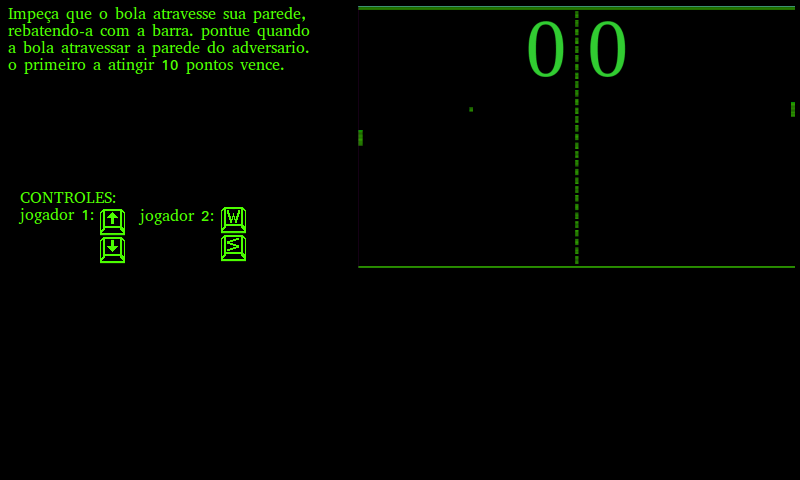 Impeça que o bola atravesse sua parede,
rebatendo-a com a barra. pontue quando
a bola atravessar a parede do adversario.
o primeiro a atingir 10 pontos vence.
0 0
CONTROLES:
jogador 1: jogador 2: W
S